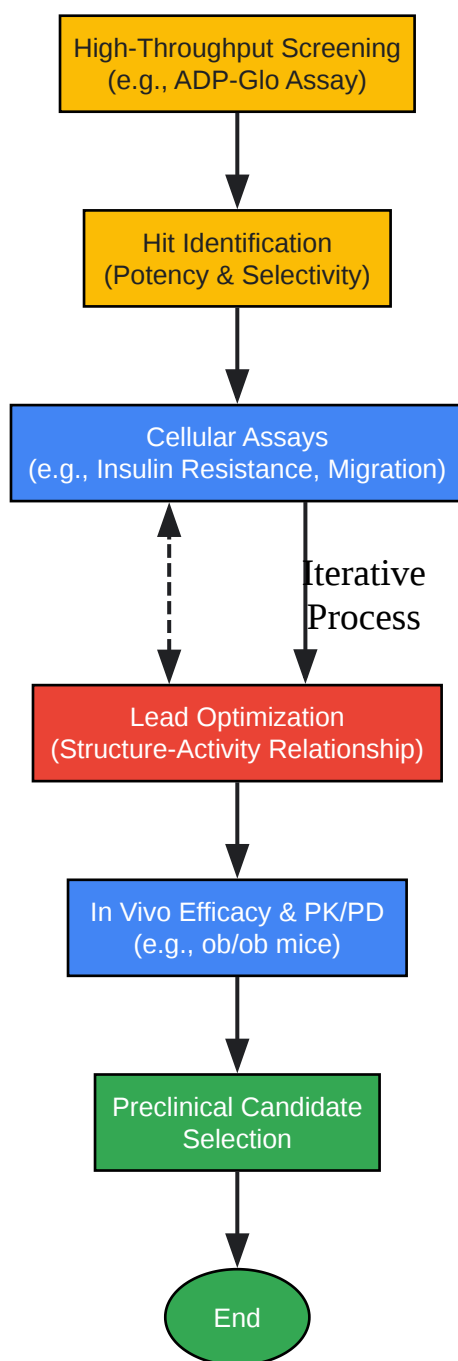 High-Throughput Screening
(e.g., ADP-Glo Assay)
Hit Identification
(Potency & Selectivity)
Cellular Assays
(e.g., Insulin Resistance, Migration)
Iterative
Process
Lead Optimization
(Structure-Activity Relationship)
In Vivo Efficacy & PK/PD
(e.g., ob/ob mice)
Preclinical Candidate
Selection
End